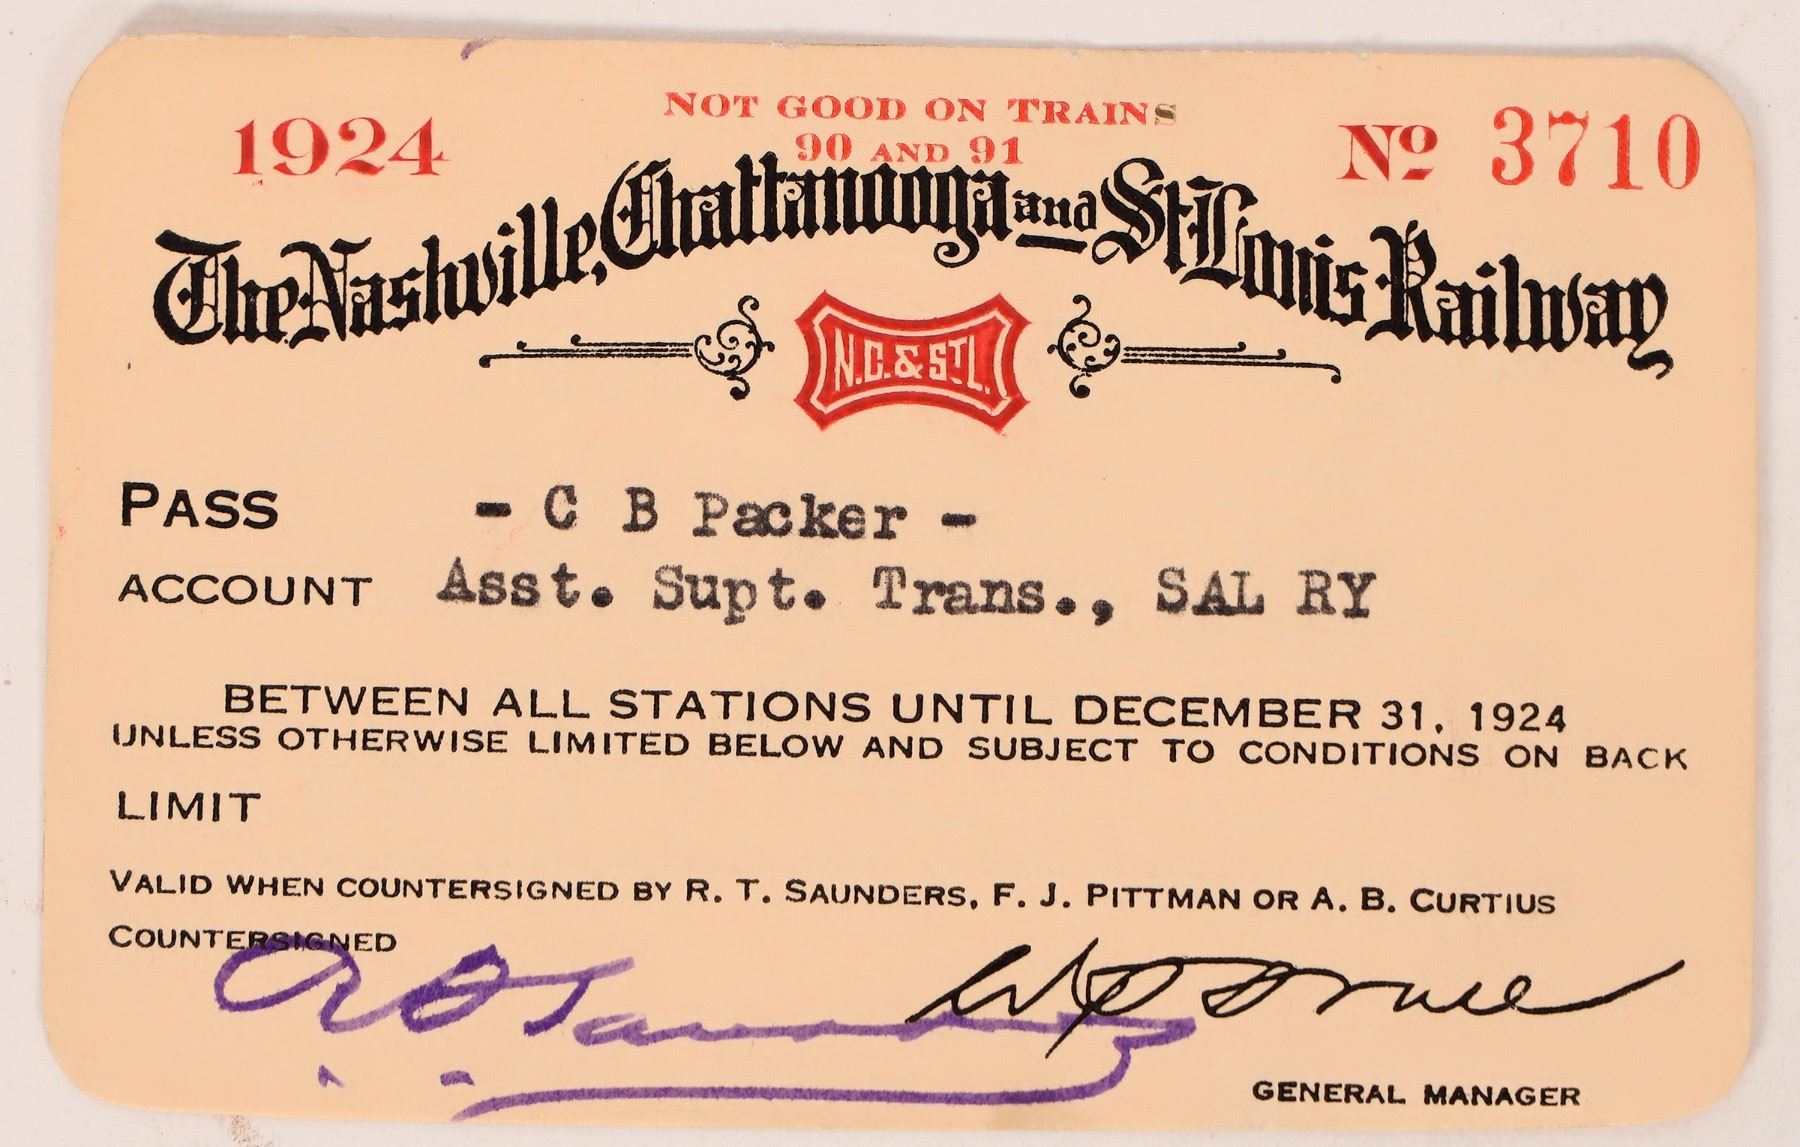 NOT GOOD ON TRAINS
1924 90 AND 91 Nº 3710
The Nashville, Chattanooga and St. Louis Railway
N.C. & ST.L.
PASS - C B Packer -
ACCOUNT Asst. Supt. Trans., SAL RY
BETWEEN ALL STATIONS UNTIL DECEMBER 31, 1924
UNLESS OTHERWISE LIMITED BELOW AND SUBJECT TO CONDITIONS ON BACK
LIMIT
VALID WHEN COUNTERSIGNED BY R. T. SAUNDERS, F. J. PITTMAN OR A. B. CURTIUS
COUNTERSIGNED
GENERAL MANAGER